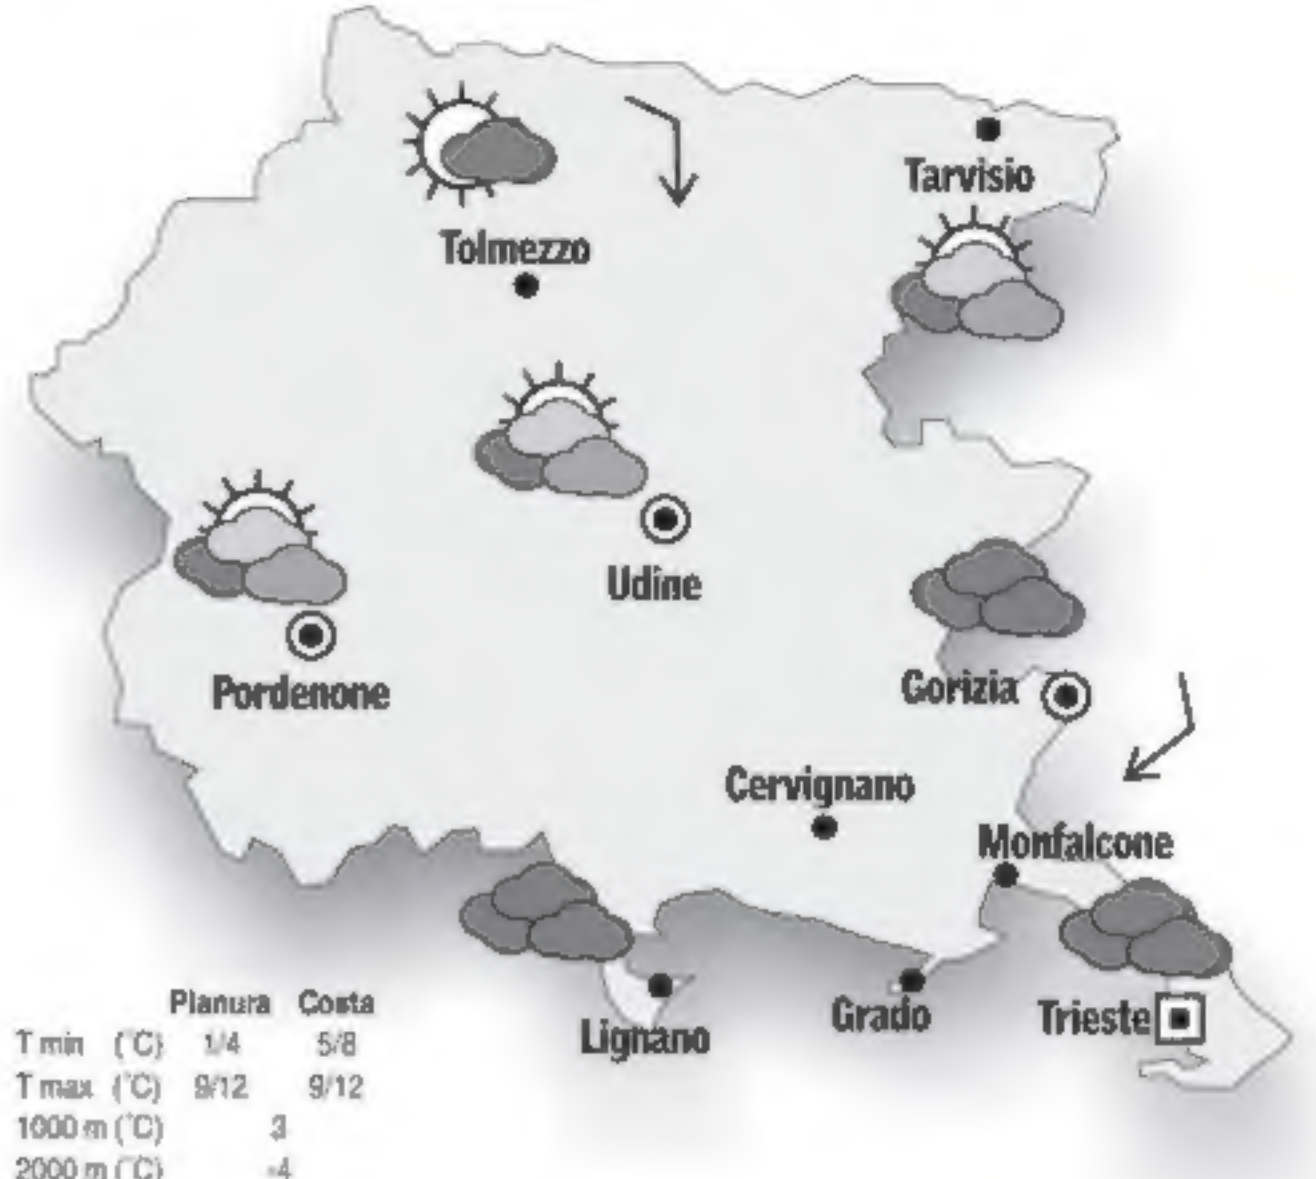 Tarvisio
Tolmezzo
Udine
Pordenone
Gorizia
Cervignano
Monfalcone
Lignano
Grado
Trieste
Pianura Costa
T min (°C) 1/4 5/8
T max (°C) 9/12 9/12
1000 m (°C) 3
2000 m (°C) -4